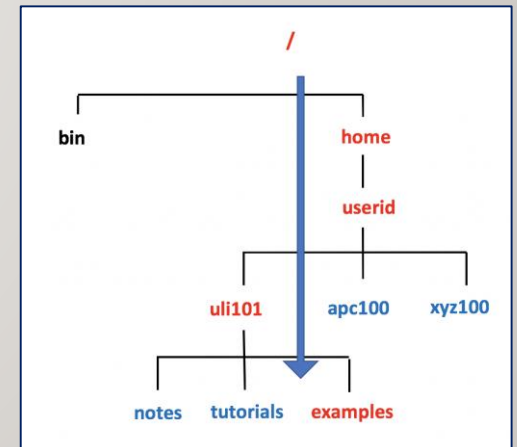 /
bin home
userid
uli101 apc100 xyz100
notes tutorials examples